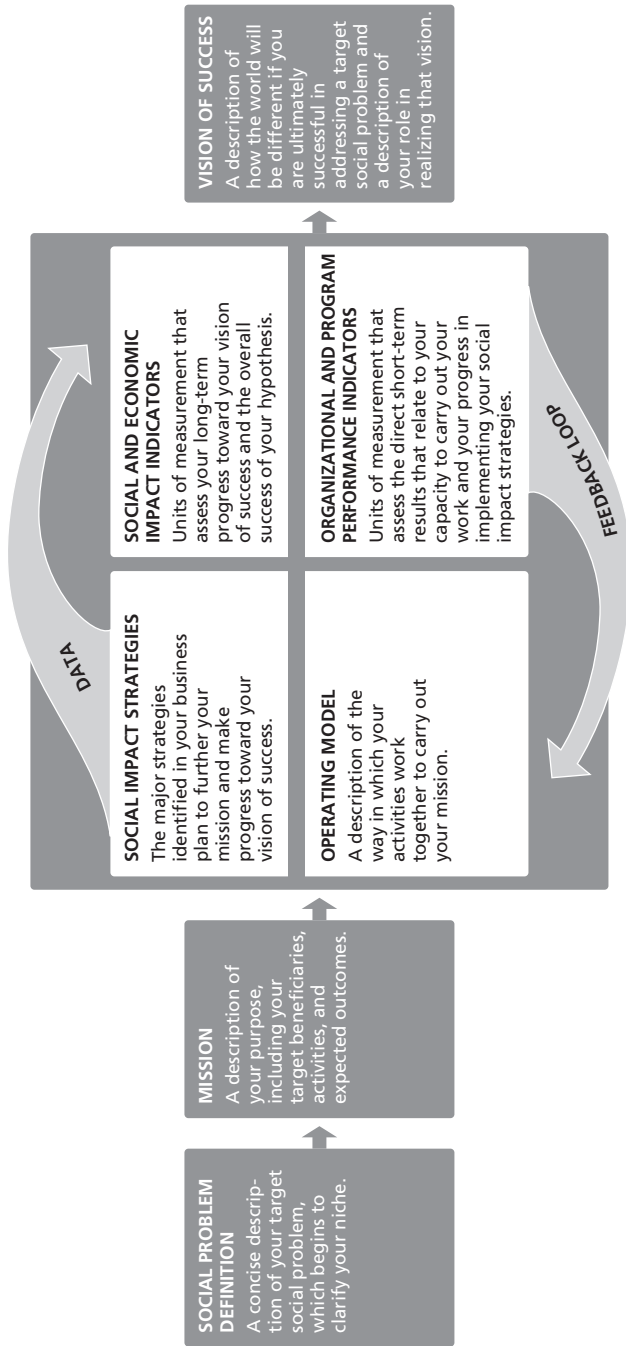 SOCIAL PROBLEM
DEFINITION
A concise descrip-
tion of your target
social problem,
which begins to
clarify your niche.
MISSION
A description of
your purpose,
including your
target beneficiaries,
activities, and
expected outcomes.
DATA
SOCIAL IMPACT STRATEGIES
The major strategies
identified in your business
plan to further your
mission and make
progress toward your
vision of success.
SOCIAL AND ECONOMIC
IMPACT INDICATORS
Units of measurement that
assess your long-term
progress toward your vision
of success and the overall
success of your hypothesis.
OPERATING MODEL
A description of the
way in which your
activities work
together to carry out
your mission.
ORGANIZATIONAL AND PROGRAM
PERFORMANCE INDICATORS
Units of measurement that
assess the direct short-term
results that relate to your
capacity to carry out your
work and your progress in
implementing your social
impact strategies.
FEEDBACK LOOP
VISION OF SUCCESS
A description of
how the world will
be different if you
are ultimately
successful in
addressing a target
social problem and
a description of
your role in
realizing that vision.